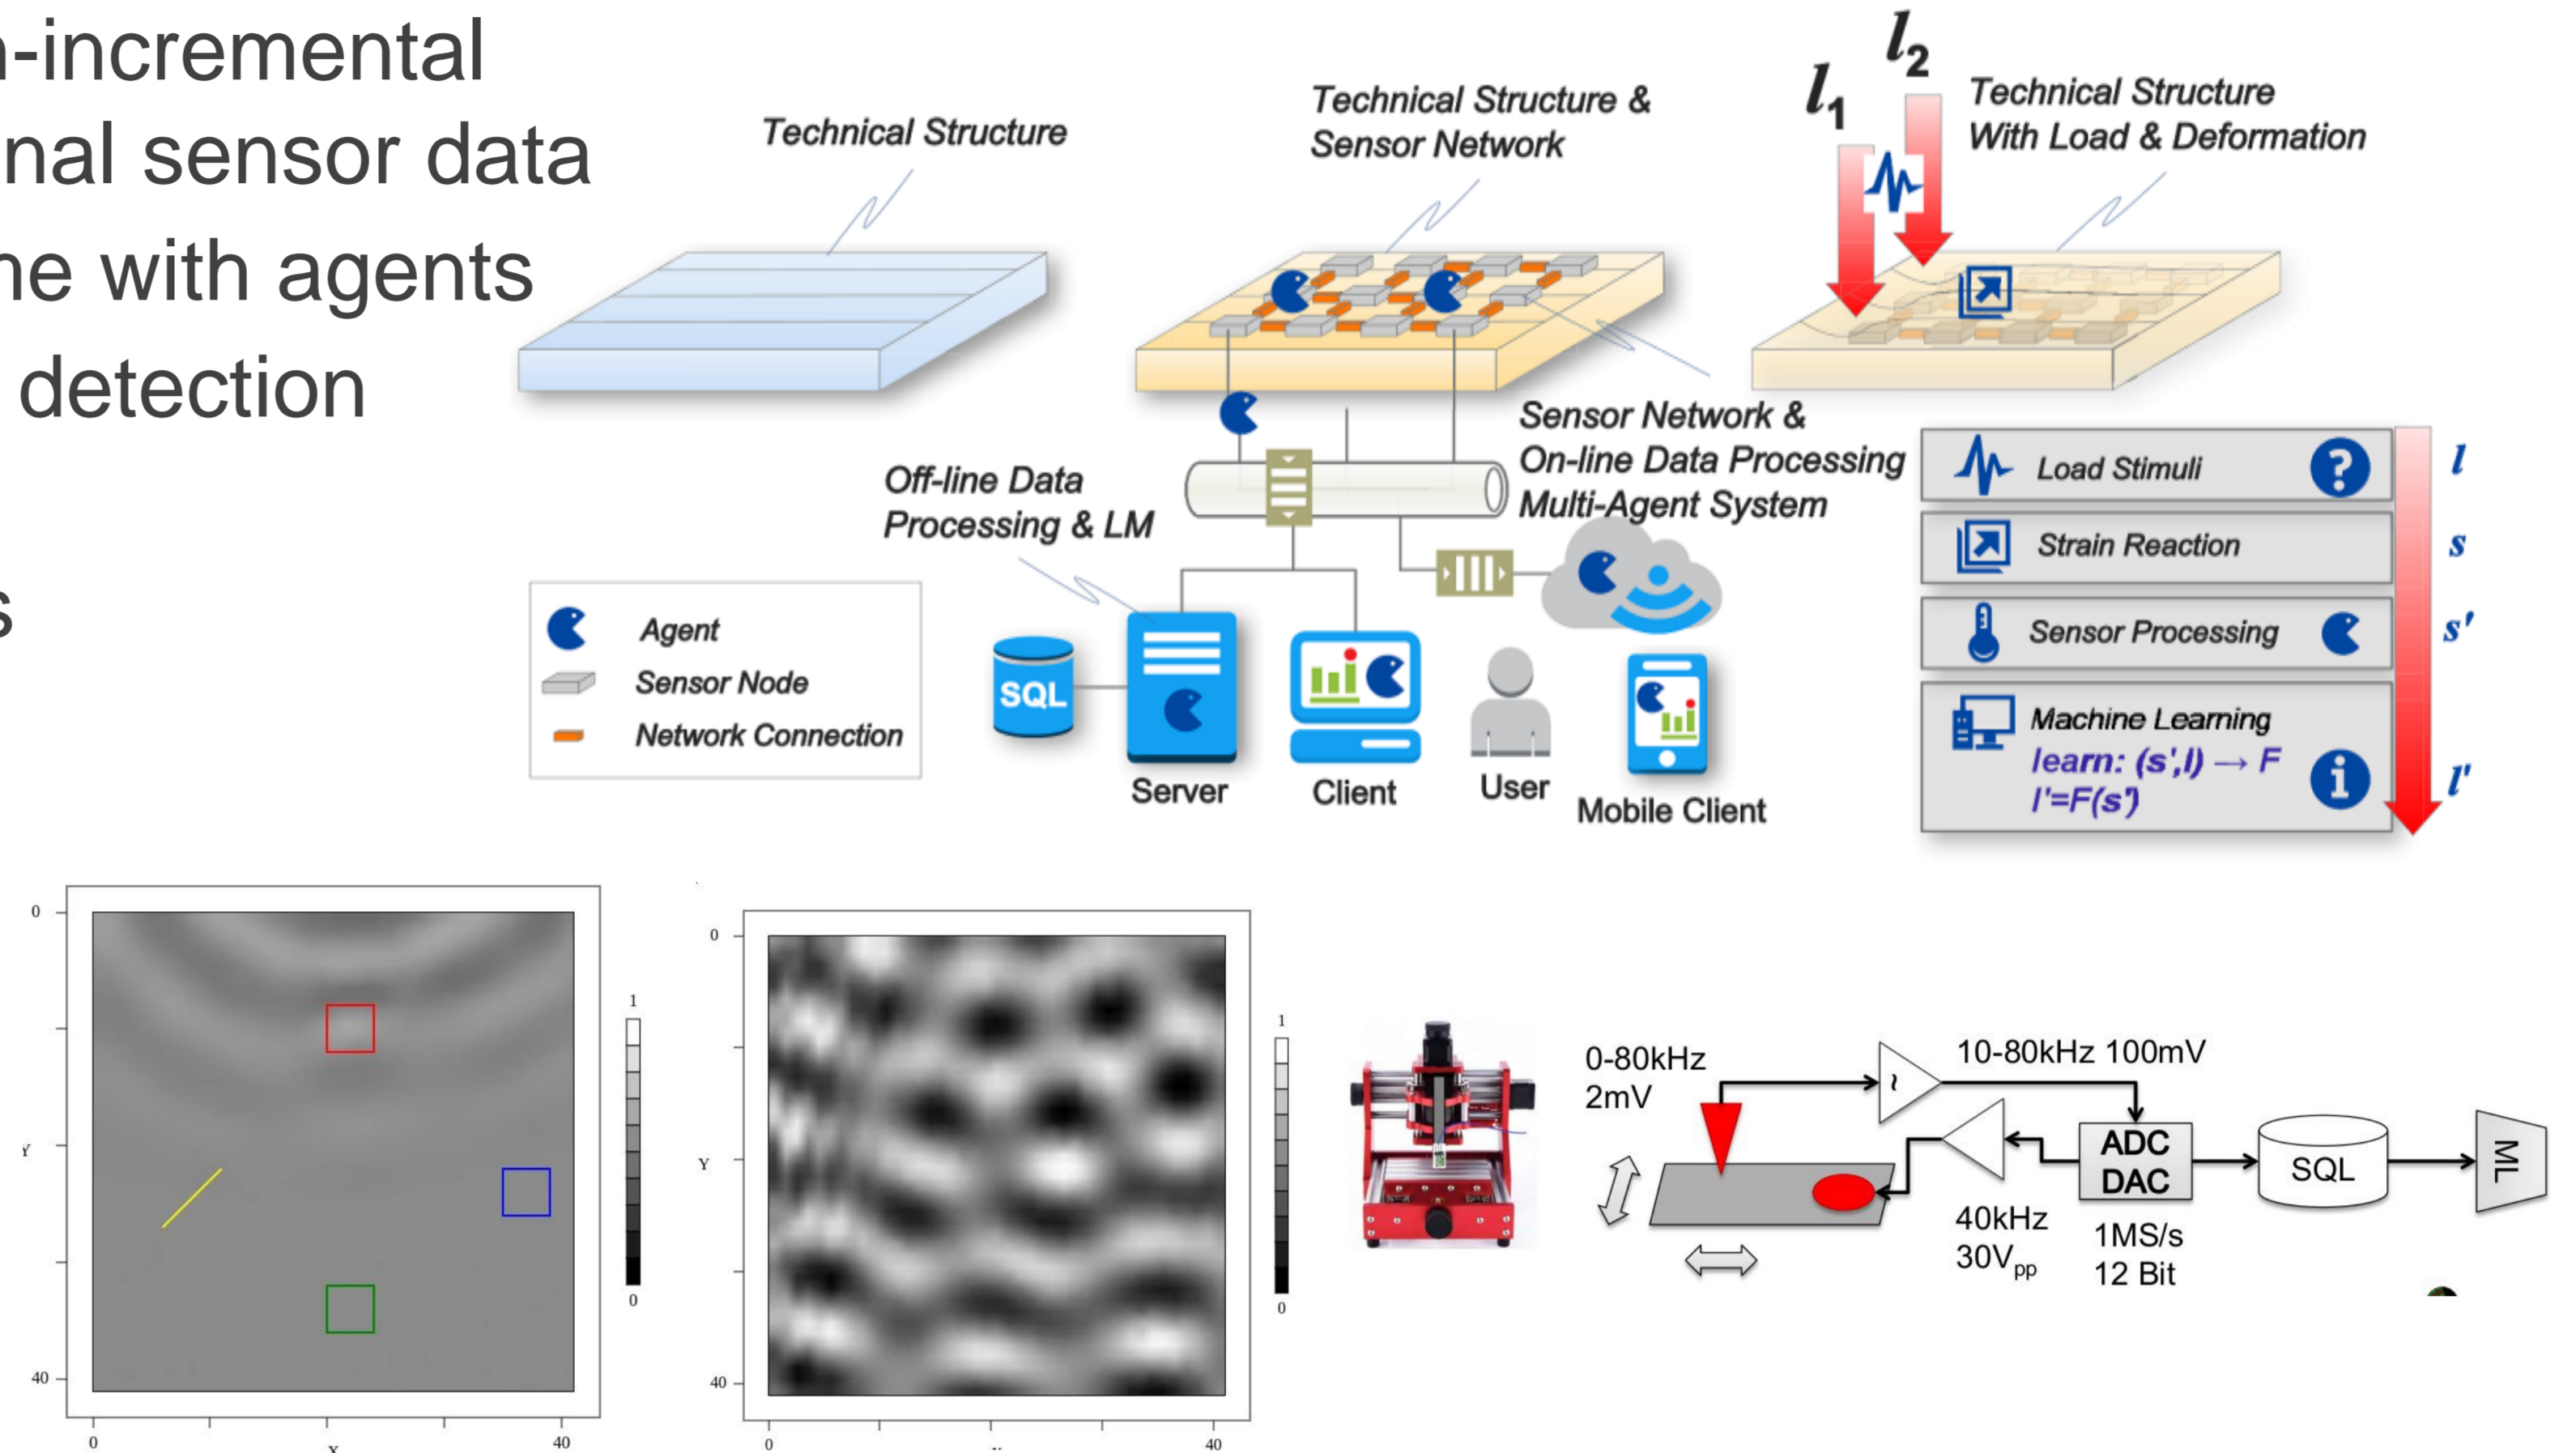 -incremental
nal sensor data
e with agents
detection
s
Technical Structure
Technical Structure &
Sensor Network
l1
l2
Technical Structure
With Load & Deformation
Off-line Data
Processing & LM
Sensor Network &
On-line Data Processing
Multi-Agent System
Agent
Sensor Node
Network Connection
SQL
Server
Client
User
Mobile Client
Load Stimuli
?
l
Strain Reaction
s
Sensor Processing
s'
Machine Learning
learn: (s',l) → F
l'=F(s')
i
l'
0
Y
40
0
X
40
1
0
0
Y
40
0
40
1
0
0-80kHz
2mV
~
10-80kHz 100mV
40kHz
30Vpp
ADC
DAC
1MS/s
12 Bit
SQL
ML